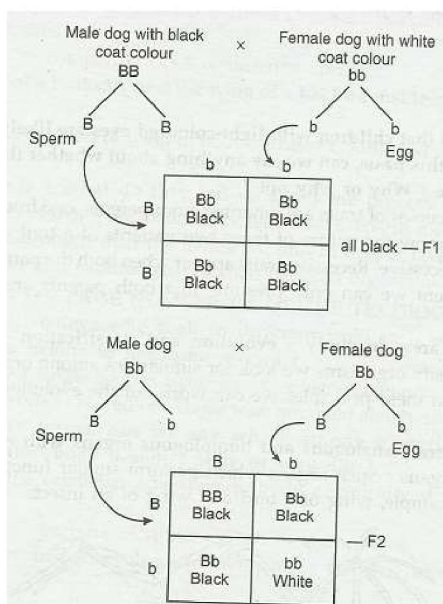 Male dog with black
coat colour
BB
×
Female dog with white
coat colour
bb
B B
b b
Sperm
Egg
b b
B Bb Bb
Black Black
all black — F1
B Bb Bb
Black Black
Male dog
Bb
×
Female dog
Bb
B b
B b
Sperm
Egg
B b
B BB Bb
Black Black
— F2
b Bb bb
Black White